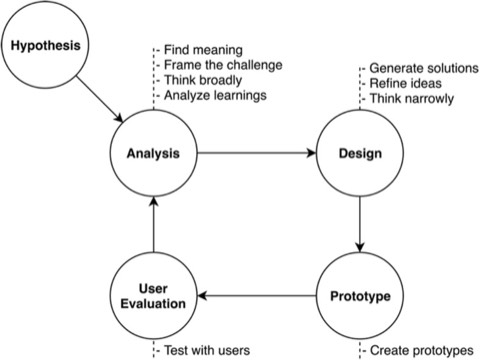 Hypothesis
- Find meaning
- Frame the challenge
- Think broadly
- Analyze learnings
- Generate solutions
- Refine ideas
- Think narrowly
Analysis
Design
User
Evaluation
Prototype
- Test with users
- Create prototypes